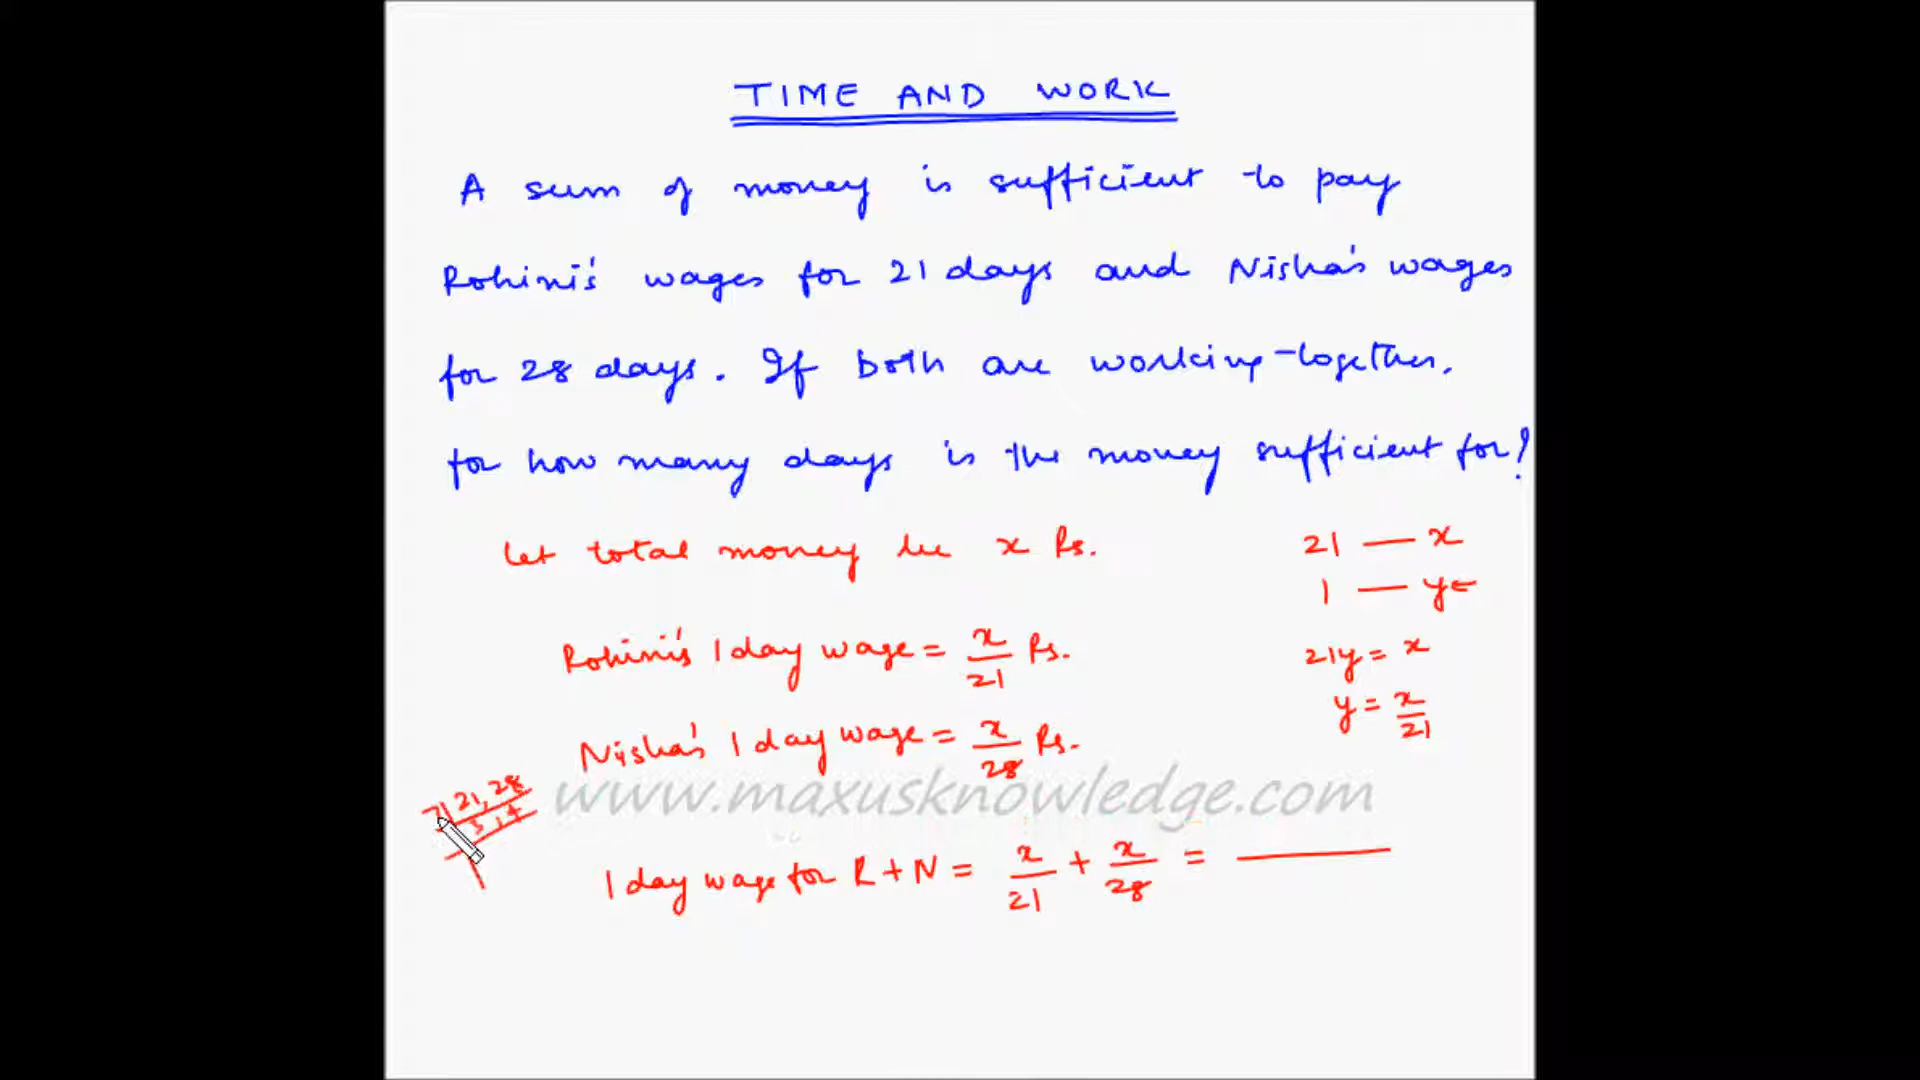 TIME AND WORK
A sum of money is sufficient to pay
Rohini's wages for 21 days and Nisha's wages
for 28 days. If both are working together,
for how many days is the money sufficient for?
Let total money be x Rs.
21 — x
1 — y
Rohini's 1 day wage = x/21 Rs.
21y = x
y = x/21
Nisha's 1 day wage = x/28 Rs.
7 21, 28
3, 4
www.maxusknowledge.com
1 day wage for R + N = x/21 + x/28 =